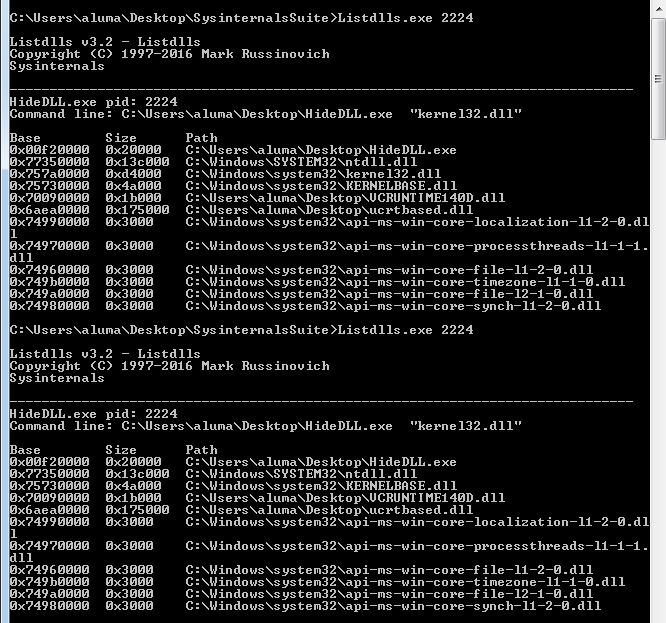 C:\Users\aluma\Desktop\SysinternalsSuite>Listdlls.exe 2224
Listdlls v3.2 - Listdlls
Copyright (C) 1997-2016 Mark Russinovich
Sysinternals
------------------------------------------------------------------------------
HideDLL.exe pid: 2224
Command line: C:\Users\aluma\Desktop\HideDLL.exe  "kernel32.dll"
Base        Size      Path
0x00f20000  0x20000   C:\Users\aluma\Desktop\HideDLL.exe
0x77350000  0x13c000  C:\Windows\SYSTEM32\ntdll.dll
0x757a0000  0xd4000   C:\Windows\system32\kernel32.dll
0x75730000  0x4a000   C:\Windows\system32\KERNELBASE.dll
0x70090000  0x1b000   C:\Users\aluma\Desktop\VCRUNTIME140D.dll
0x6aea0000  0x175000  C:\Users\aluma\Desktop\ucrtbased.dll
0x74990000  0x3000    C:\Windows\system32\api-ms-win-core-localization-l1-2-0.dl
l
0x74970000  0x3000    C:\Windows\system32\api-ms-win-core-processthreads-l1-1-1.
dll
0x74960000  0x3000    C:\Windows\system32\api-ms-win-core-file-l1-2-0.dll
0x749b0000  0x3000    C:\Windows\system32\api-ms-win-core-timezone-l1-1-0.dll
0x749a0000  0x3000    C:\Windows\system32\api-ms-win-core-file-l2-1-0.dll
0x74980000  0x3000    C:\Windows\system32\api-ms-win-core-synch-l1-2-0.dll
C:\Users\aluma\Desktop\SysinternalsSuite>Listdlls.exe 2224
Listdlls v3.2 - Listdlls
Copyright (C) 1997-2016 Mark Russinovich
Sysinternals
------------------------------------------------------------------------------
HideDLL.exe pid: 2224
Command line: C:\Users\aluma\Desktop\HideDLL.exe  "kernel32.dll"
Base        Size      Path
0x00f20000  0x20000   C:\Users\aluma\Desktop\HideDLL.exe
0x77350000  0x13c000  C:\Windows\SYSTEM32\ntdll.dll
0x75730000  0x4a000   C:\Windows\system32\KERNELBASE.dll
0x70090000  0x1b000   C:\Users\aluma\Desktop\VCRUNTIME140D.dll
0x6aea0000  0x175000  C:\Users\aluma\Desktop\ucrtbased.dll
0x74990000  0x3000    C:\Windows\system32\api-ms-win-core-localization-l1-2-0.dl
l
0x74970000  0x3000    C:\Windows\system32\api-ms-win-core-processthreads-l1-1-1.
dll
0x74960000  0x3000    C:\Windows\system32\api-ms-win-core-file-l1-2-0.dll
0x749b0000  0x3000    C:\Windows\system32\api-ms-win-core-timezone-l1-1-0.dll
0x749a0000  0x3000    C:\Windows\system32\api-ms-win-core-file-l2-1-0.dll
0x74980000  0x3000    C:\Windows\system32\api-ms-win-core-synch-l1-2-0.dll